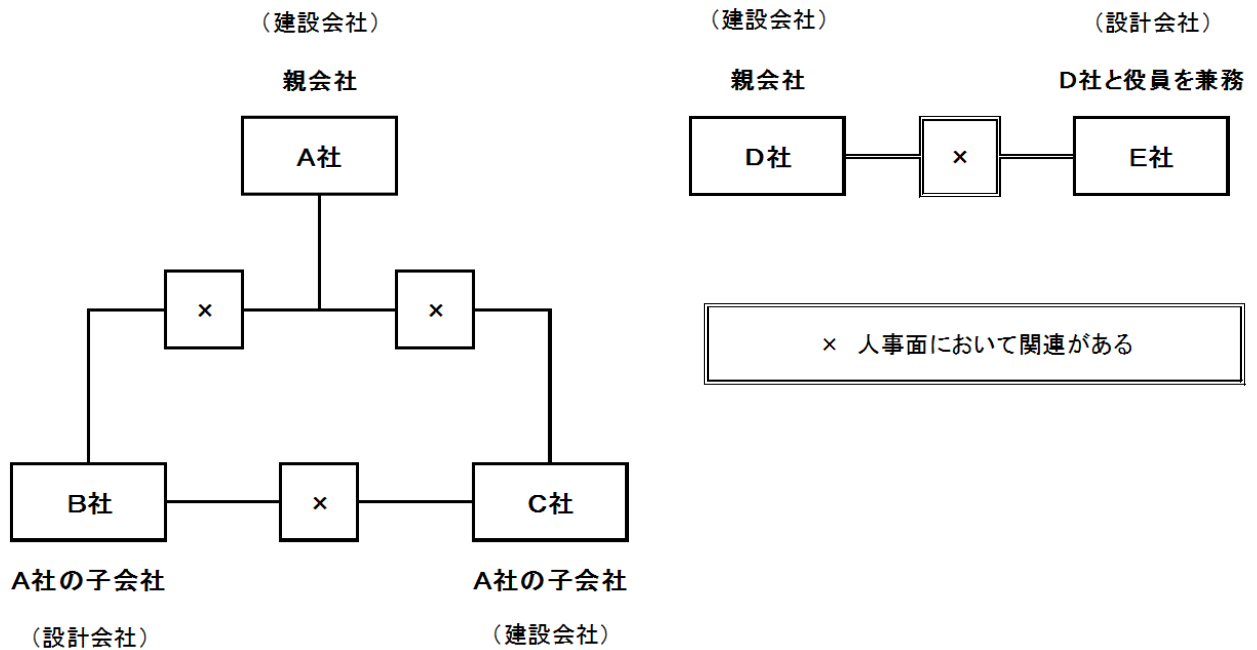 （建設会社）
親会社
A社
×
×
B社
×
C社
A社の子会社
A社の子会社
（設計会社）
（建設会社）
（建設会社）
（設計会社）
親会社
D社と役員を兼務
D社
×
E社
× 人事面において関連がある